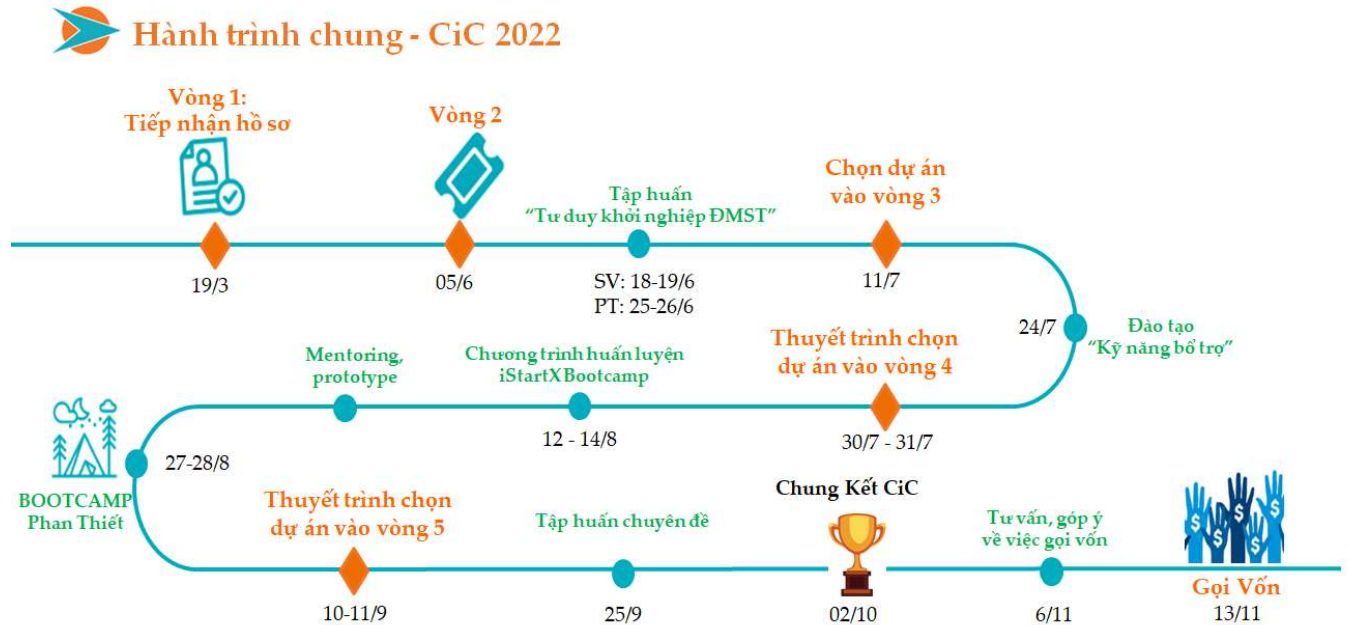 Hành trình chung - CiC 2022
Vòng 1:
Tiếp nhận hồ sơ
19/3
Vòng 2
05/6
Tập huấn
“Tư duy khởi nghiệp ĐMST”
SV: 18-19/6
PT: 25-26/6
Chọn dự án
vào vòng 3
11/7
24/7
Đào tạo
“Kỹ năng bổ trợ”
Thuyết trình chọn
dự án vào vòng 4
30/7 - 31/7
Chương trình huấn luyện
iStartX Bootcamp
12 - 14/8
Mentoring,
prototype
BOOTCAMP
Phan Thiết
27-28/8
Thuyết trình chọn
dự án vào vòng 5
10-11/9
Tập huấn chuyên đề
25/9
Chung Kết CiC
02/10
Tư vấn, góp ý
về việc gọi vốn
6/11
Gọi Vốn
13/11